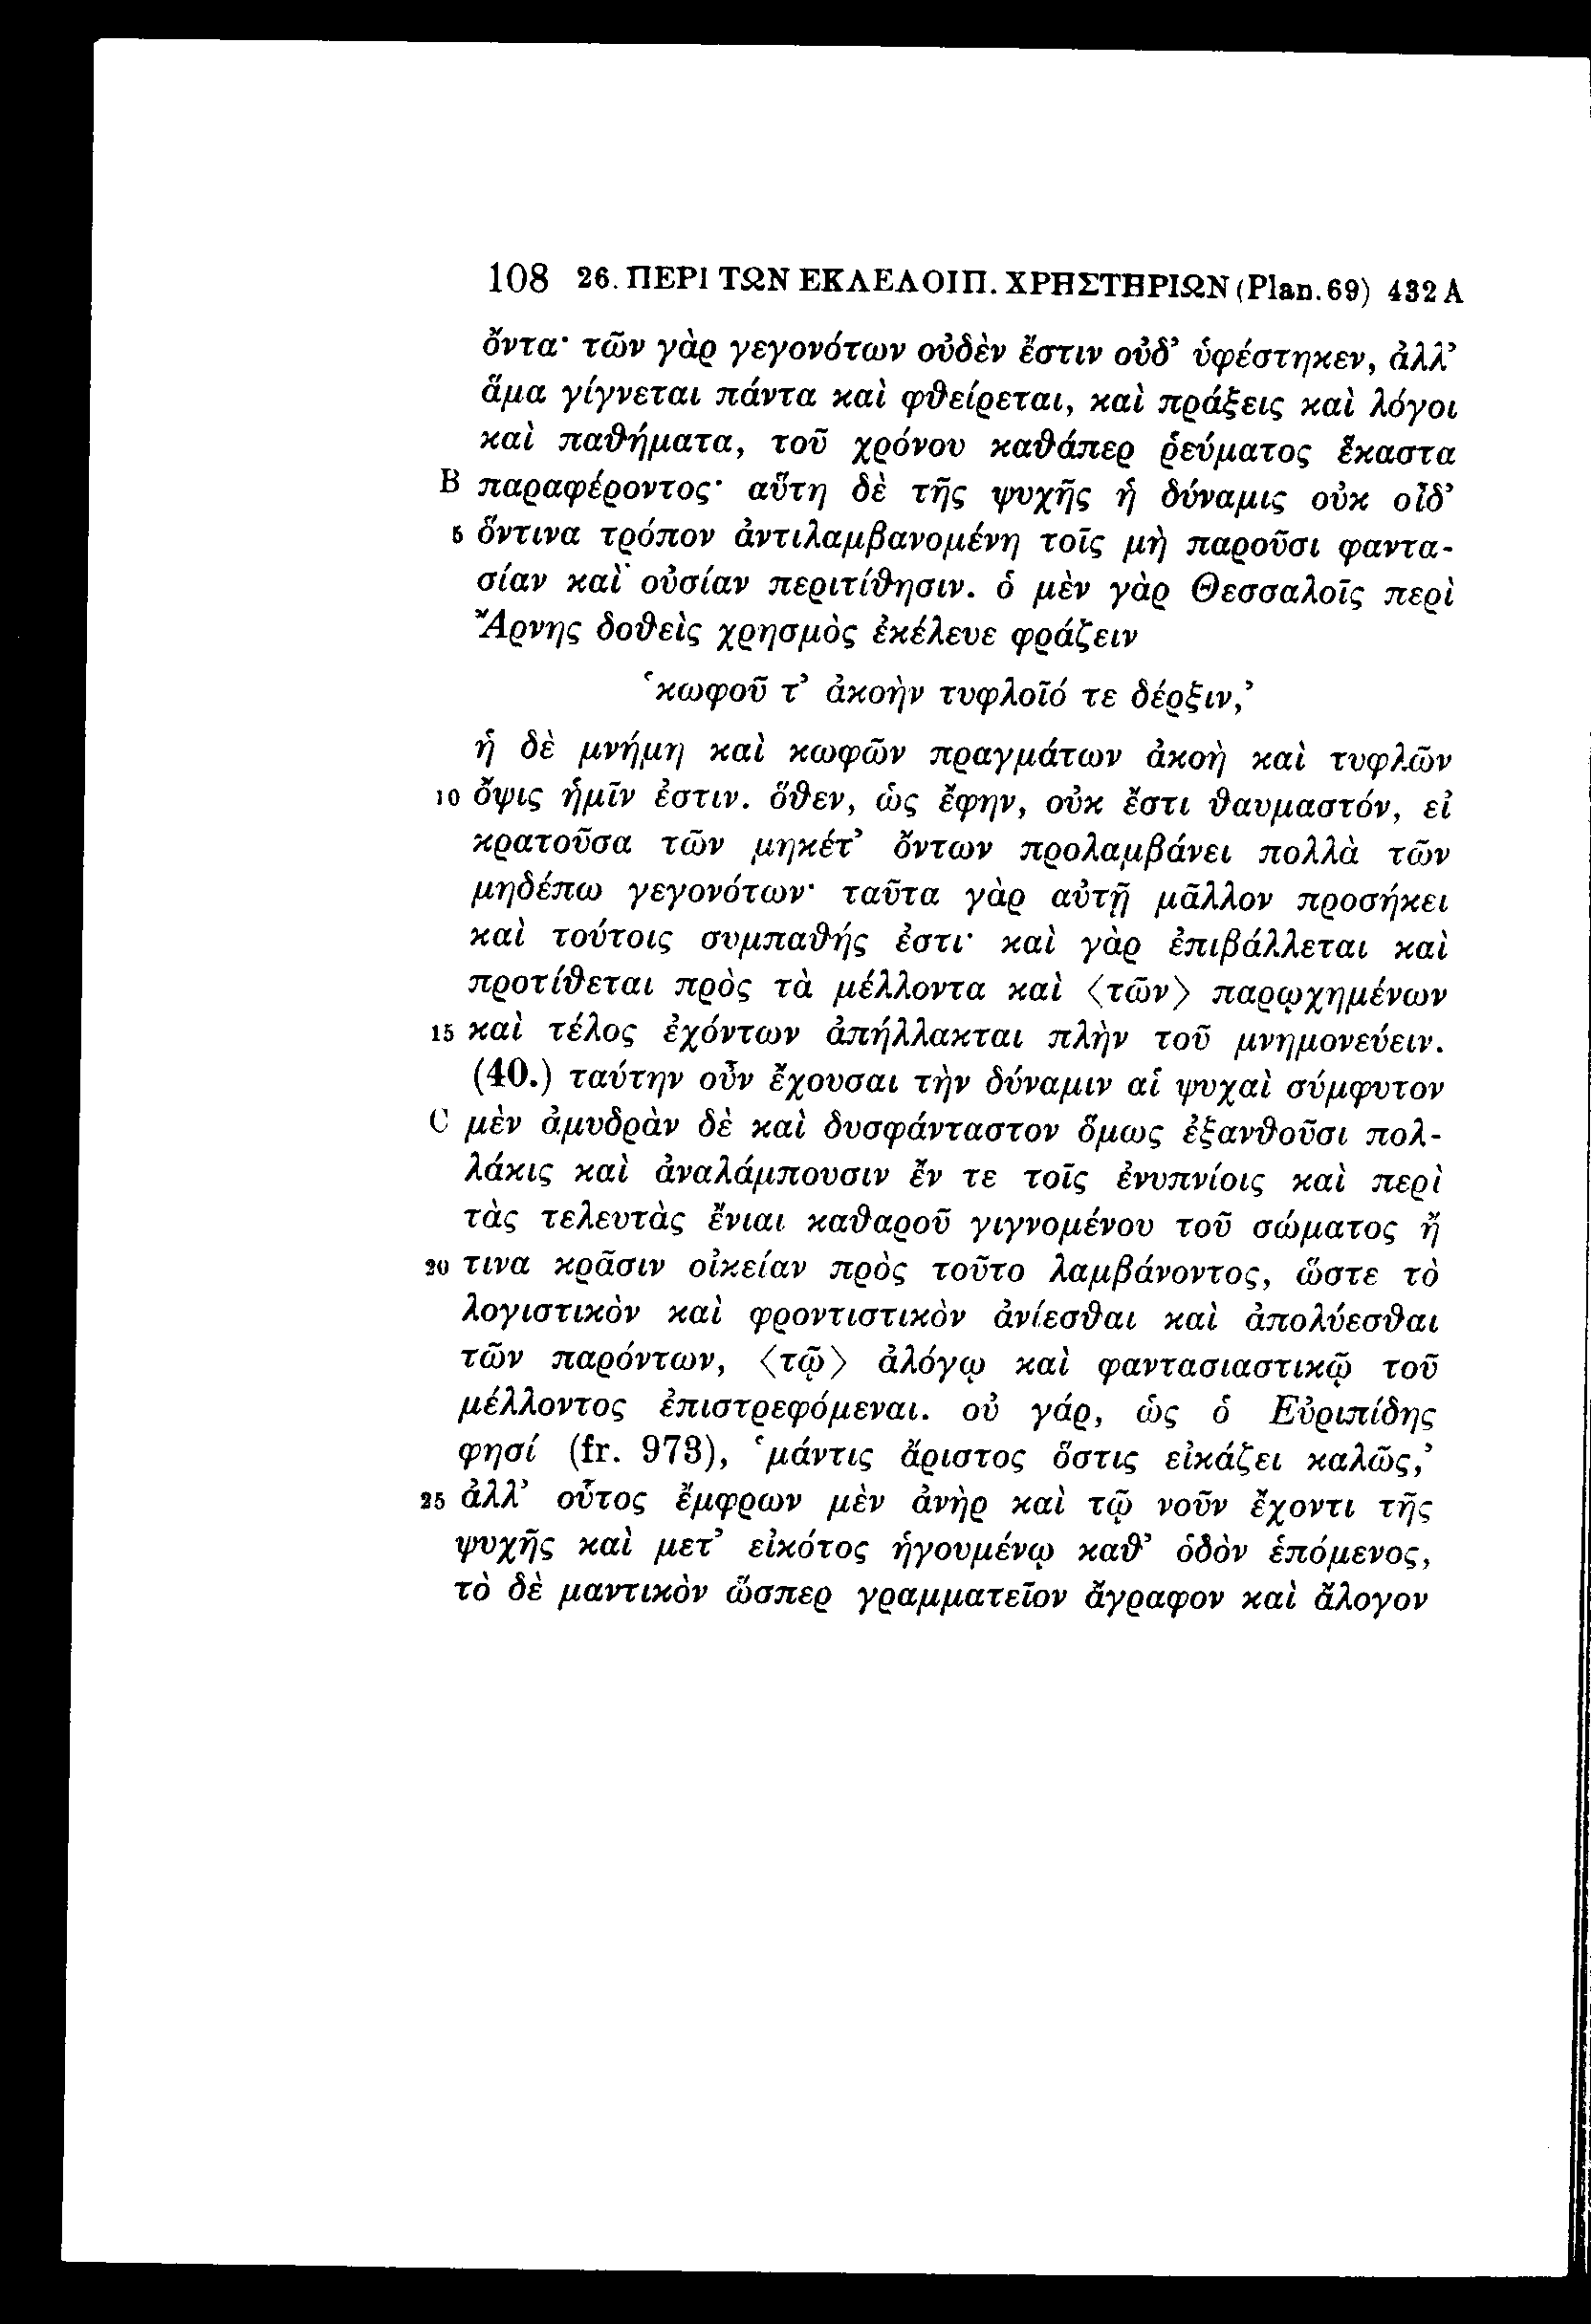 108 26. ΠΕΡΙ ΤΩΝ ΕΚΛΕΛΟΙΠ. ΧΡΗΣΤΗΡΙΩΝ (Plan. 69) 432 A
ὄντα· τῶν γὰρ γεγονότων οὐδὲν ἔστιν οὐδ’ ὑφέστηκεν, ἀλλ’
ἅμα γίγνεται πάντα καὶ φθείρεται, καὶ πράξεις καὶ λόγοι
καὶ παθήματα, τοῦ χρόνου καθάπερ ῥεύματος ἕκαστα
B παραφέροντος· αὕτη δὲ τῆς ψυχῆς ἡ δύναμις οὐκ οἶδ’
5 ὅντινα τρόπον ἀντιλαμβανομένη τοῖς μὴ παροῦσι φαντα-
σίαν καὶ οὐσίαν περιτίθησιν. ὁ μὲν γὰρ Θεσσαλοῖς περὶ
Ἄρνης δοθεὶς χρησμὸς ἐκέλευε φράζειν
‘κωφοῦ τ’ ἀκοὴν τυφλοῖό τε δέρξιν,’
ἡ δὲ μνήμη καὶ κωφῶν πραγμάτων ἀκοὴ καὶ τυφλῶν
10 ὄψις ἡμῖν ἐστιν. ὅθεν, ὡς ἔφην, οὐκ ἔστι θαυμαστόν, εἰ
κρατοῦσα τῶν μηκέτ’ ὄντων προλαμβάνει πολλὰ τῶν
μηδέπω γεγονότων· ταῦτα γὰρ αὐτῇ μᾶλλον προσήκει
καὶ τούτοις συμπαθής ἐστι· καὶ γὰρ ἐπιβάλλεται καὶ
προτίθεται πρὸς τὰ μέλλοντα καὶ ⟨τῶν⟩ παρῳχημένων
15 καὶ τέλος ἐχόντων ἀπήλλακται πλὴν τοῦ μνημονεύειν.
(40.) ταύτην οὖν ἔχουσαι τὴν δύναμιν αἱ ψυχαὶ σύμφυτον
C μὲν ἀμυδρὰν δὲ καὶ δυσφάνταστον ὅμως ἐξανθοῦσι πολ-
λάκις καὶ ἀναλάμπουσιν ἔν τε τοῖς ἐνυπνίοις καὶ περὶ
τὰς τελευτὰς ἔνιαι καθαροῦ γιγνομένου τοῦ σώματος ἤ
20 τινα κρᾶσιν οἰκείαν πρὸς τοῦτο λαμβάνοντος, ὥστε τὸ
λογιστικὸν καὶ φροντιστικὸν ἀνίεσθαι καὶ ἀπολύεσθαι
τῶν παρόντων, ⟨τῷ⟩ ἀλόγῳ καὶ φαντασιαστικῷ τοῦ
μέλλοντος ἐπιστρεφόμεναι. οὐ γάρ, ὡς ὁ Εὐριπίδης
φησί (fr. 973), ‘μάντις ἄριστος ὅστις εἰκάζει καλῶς,’
25 ἀλλ’ οὗτος ἔμφρων μὲν ἀνὴρ καὶ τῷ νοῦν ἔχοντι τῆς
ψυχῆς καὶ μετ’ εἰκότος ἡγουμένῳ καθ’ ὁδὸν ἑπόμενος,
τὸ δὲ μαντικὸν ὥσπερ γραμματεῖον ἄγραφον καὶ ἄλογον